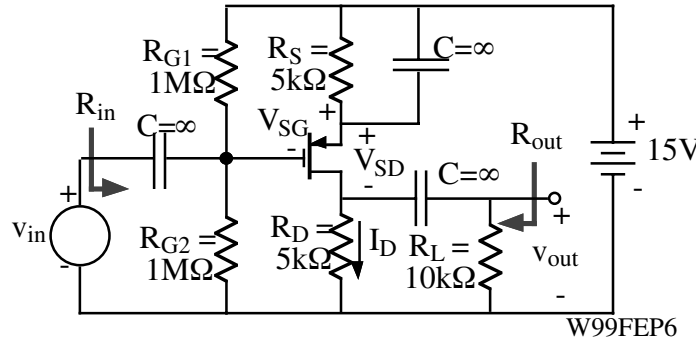 R_G1 =
1MΩ
R_S =
5kΩ
C=∞
R_in
C=∞
V_SG
+
+
-
V_SD
-
C=∞
R_out
+
15V
-
+
v_in
-
R_G2 =
1MΩ
R_D =
5kΩ
I_D
R_L =
10kΩ
+
v_out
-
W99FEP6